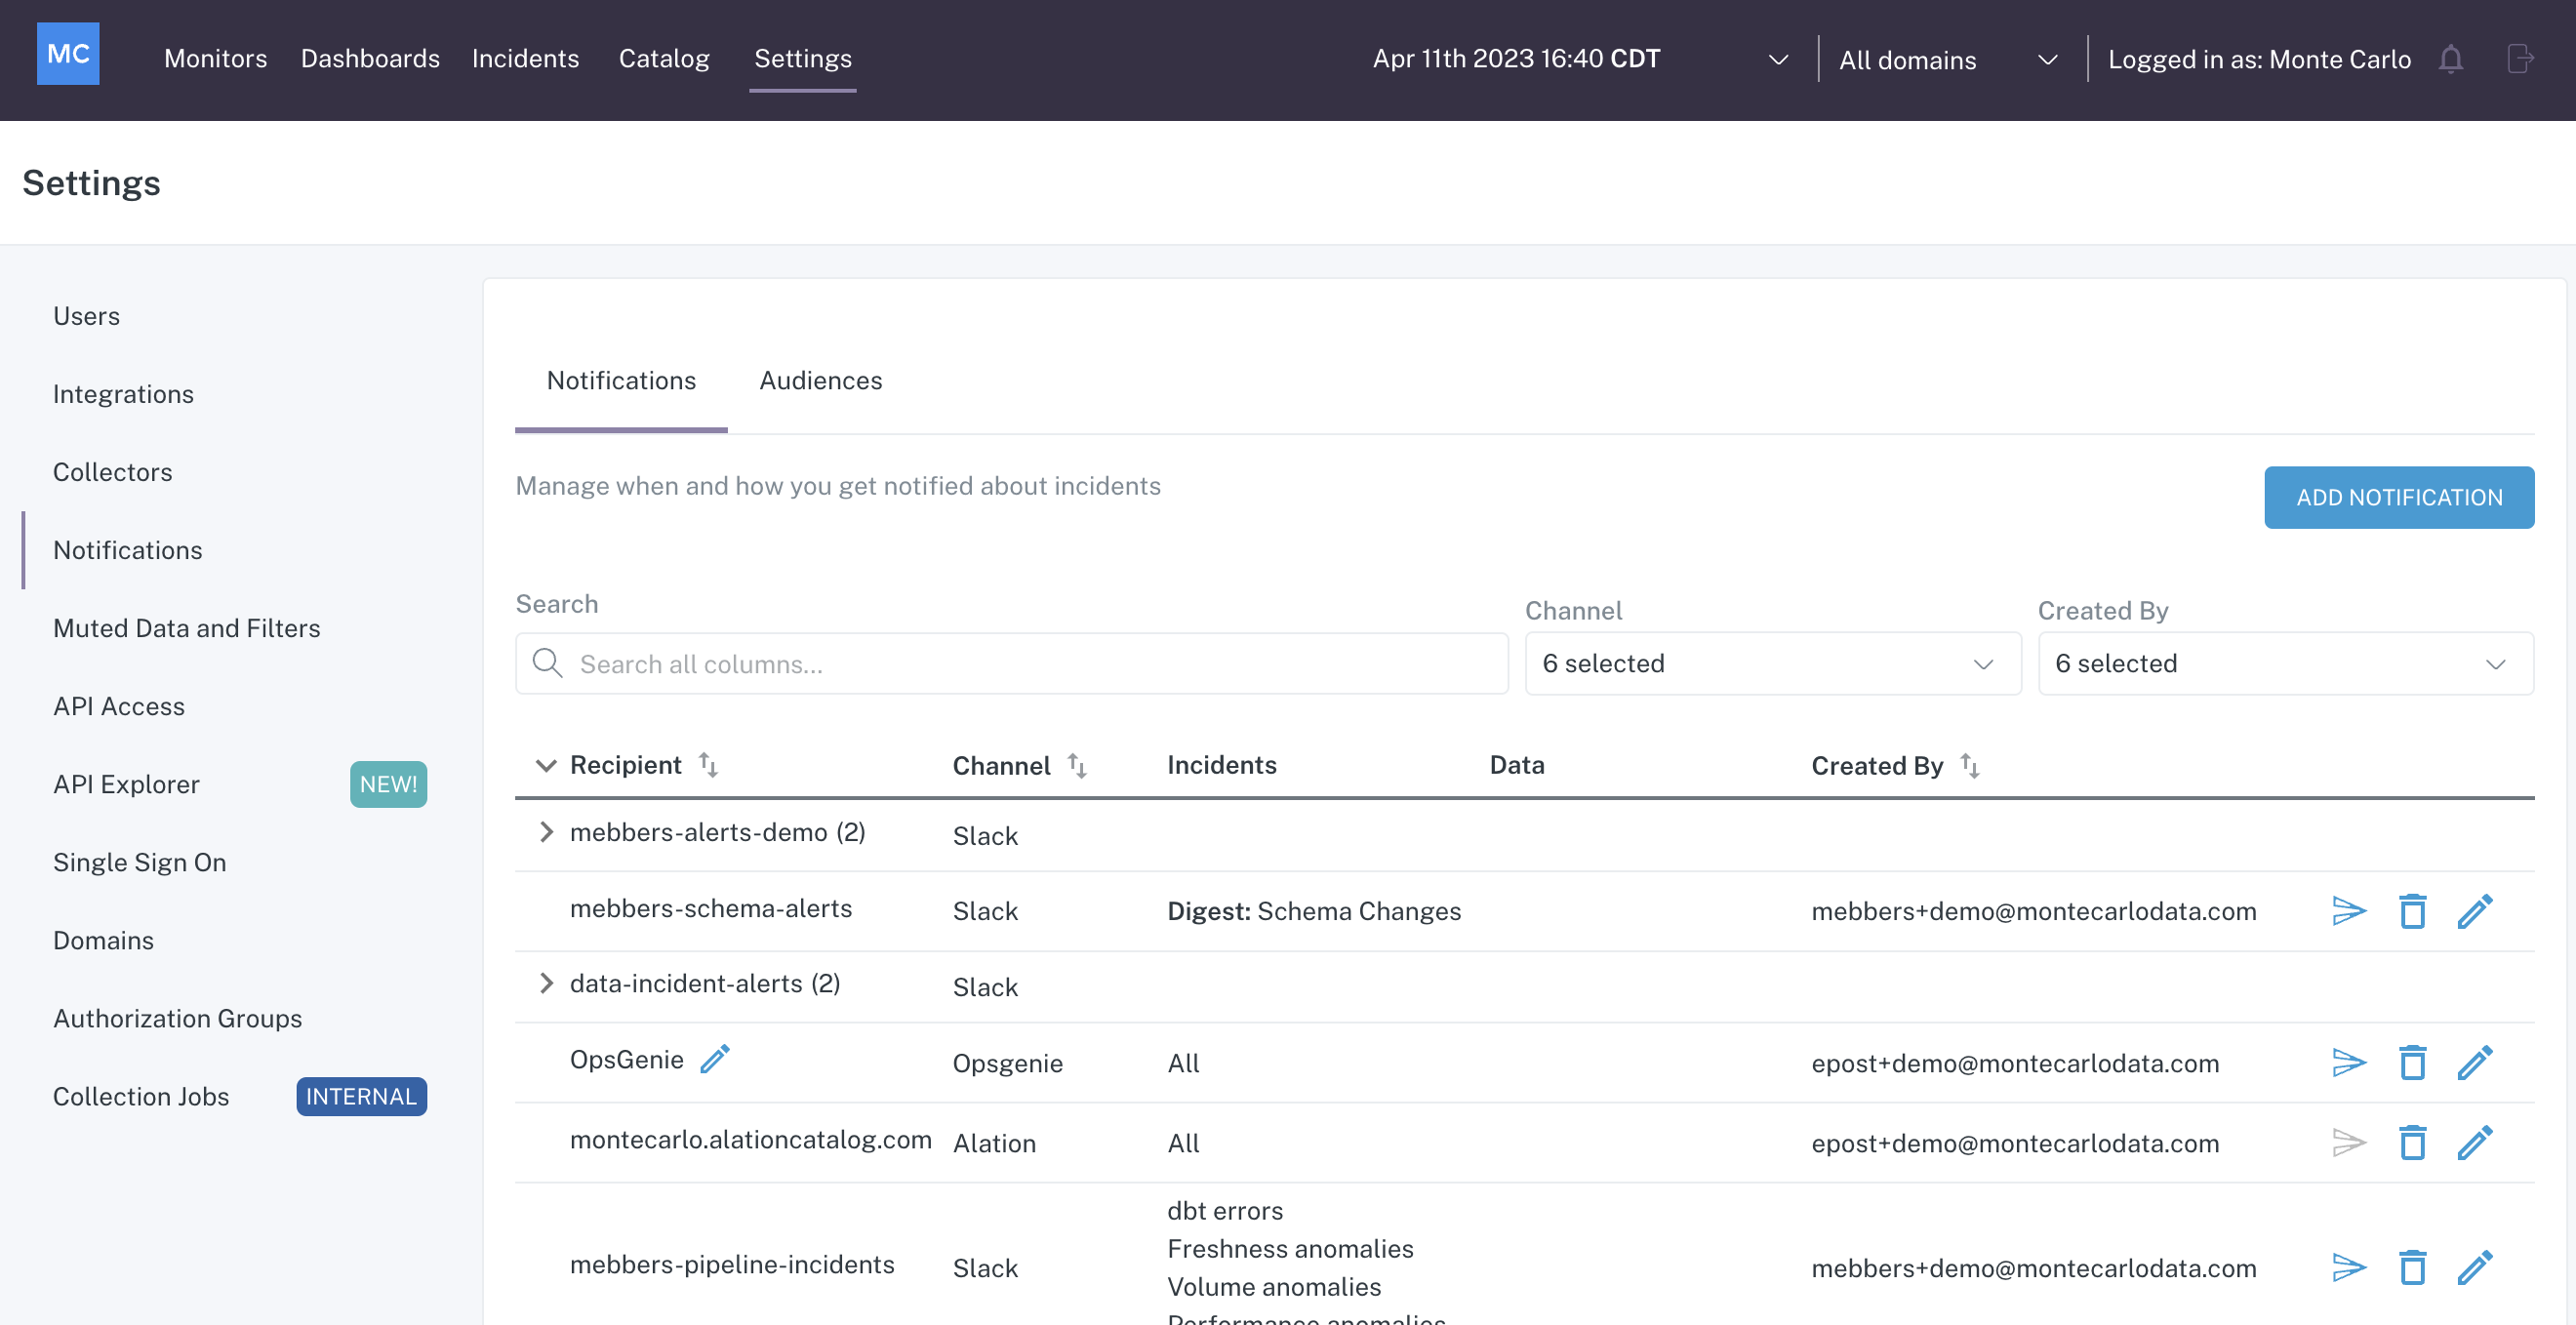 MC
Monitors Dashboards Incidents Catalog Settings
Apr 11th 2023 16:40 CDT
All domains
Logged in as: Monte Carlo
Settings
Users
Integrations
Collectors
Notifications
Muted Data and Filters
API Access
API Explorer NEW!
Single Sign On
Domains
Authorization Groups
Collection Jobs INTERNAL
Notifications Audiences
Manage when and how you get notified about incidents
ADD NOTIFICATION
Search
Search all columns...
Channel
6 selected
Created By
6 selected
Recipient Channel Incidents Data Created By
mebbers-alerts-demo (2) Slack
mebbers-schema-alerts Slack Digest: Schema Changes mebbers+demo@montecarlodata.com
data-incident-alerts (2) Slack
OpsGenie Opsgenie All epost+demo@montecarlodata.com
montecarlo.alationcatalog.com Alation All epost+demo@montecarlodata.com
mebbers-pipeline-incidents Slack
dbt errors
Freshness anomalies
Volume anomalies
Performance anomalies
mebbers+demo@montecarlodata.com